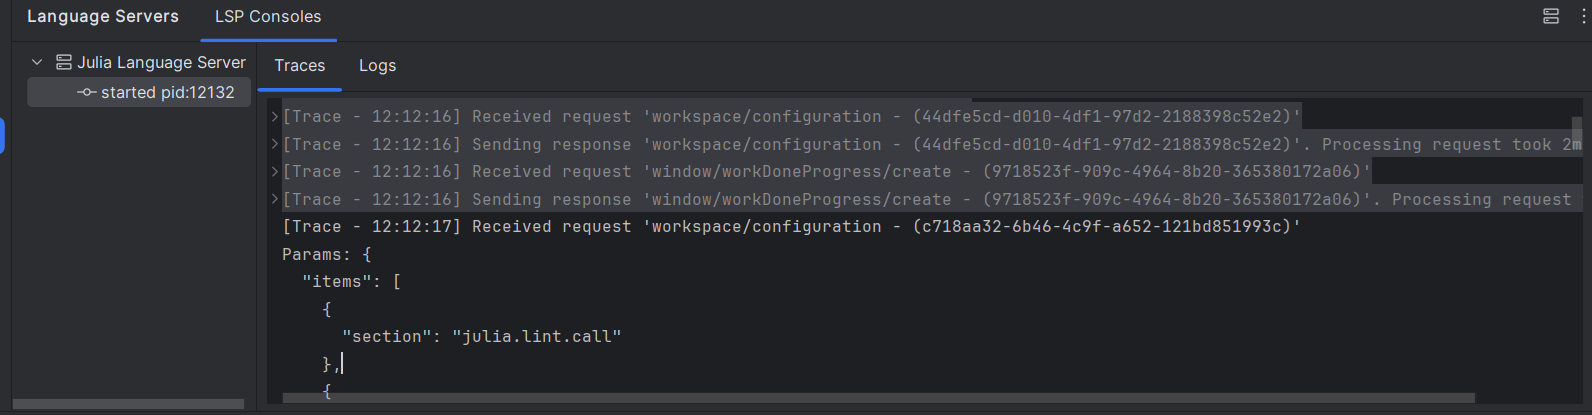 Language Servers
LSP Consoles
Julia Language Server
started pid:12132
Traces
Logs
[Trace - 12:12:16] Received request 'workspace/configuration - (44dfe5cd-d010-4df1-97d2-2188398c52e2)'
[Trace - 12:12:16] Sending response 'workspace/configuration - (44dfe5cd-d010-4df1-97d2-2188398c52e2)'. Processing request took 2m
[Trace - 12:12:16] Received request 'window/workDoneProgress/create - (9718523f-909c-4964-8b20-365380172a06)'
[Trace - 12:12:16] Sending response 'window/workDoneProgress/create - (9718523f-909c-4964-8b20-365380172a06)'. Processing request
[Trace - 12:12:17] Received request 'workspace/configuration - (c718aa32-6b46-4c9f-a652-121bd851993c)'
Params: {
"items": [
{
"section": "julia.lint.call"
},
{